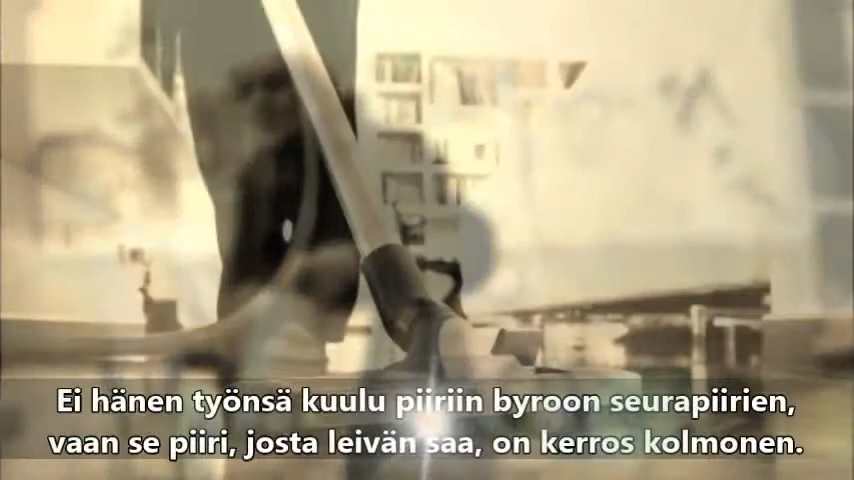 Ei hänen työnsä kuulu piiriin byroon seurapiirien,
vaan se piiri, josta leivän saa, on kerros kolmonen.